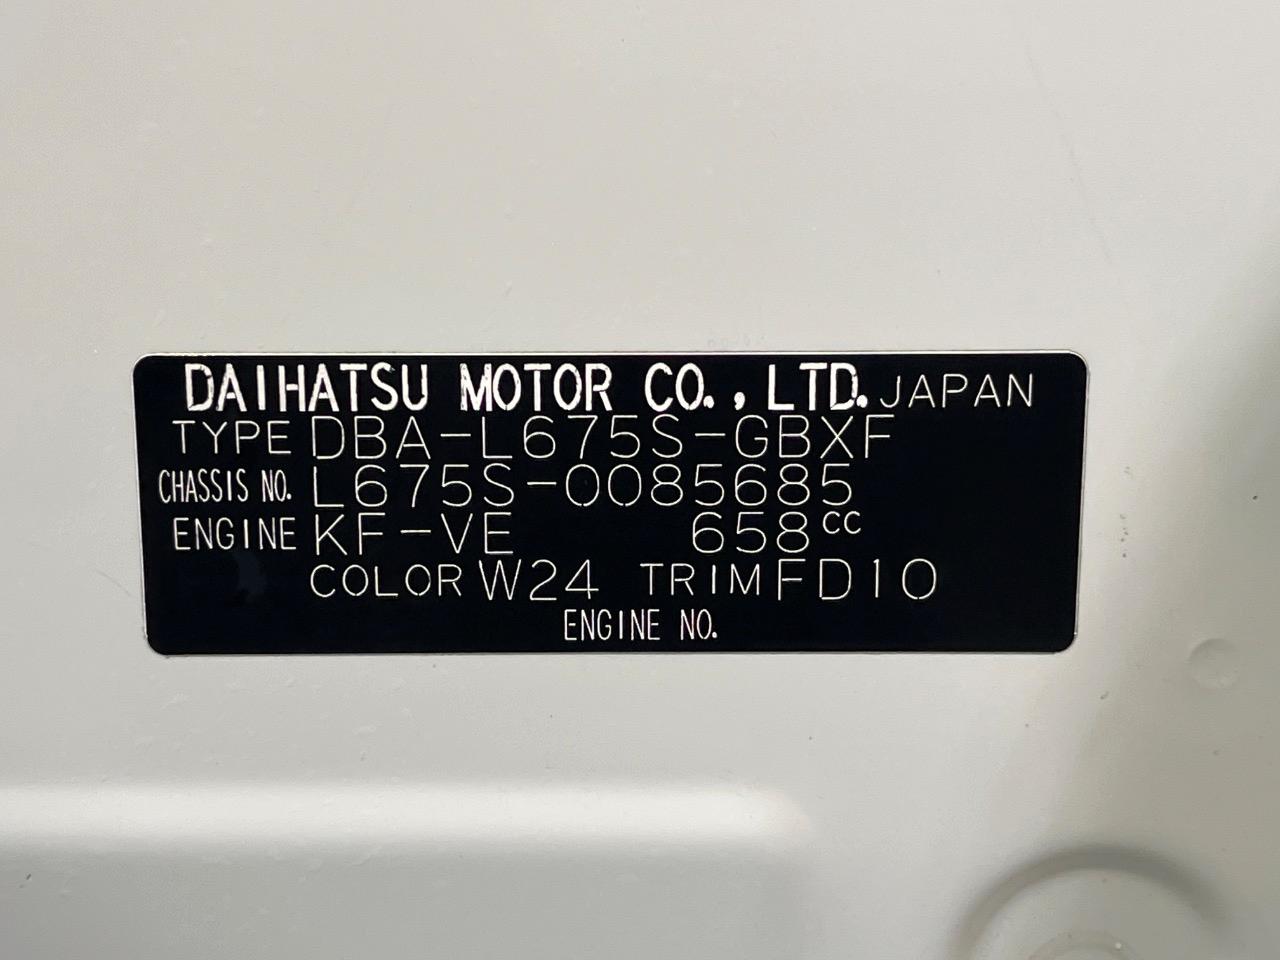 DAIHATSU MOTOR CO., LTD. JAPAN
TYPE DBA-L675S-GBXF
CHASSIS NO. L675S-0085685
ENGINE KF-VE 658cc
COLOR W24 TRIM FD10
ENGINE NO.